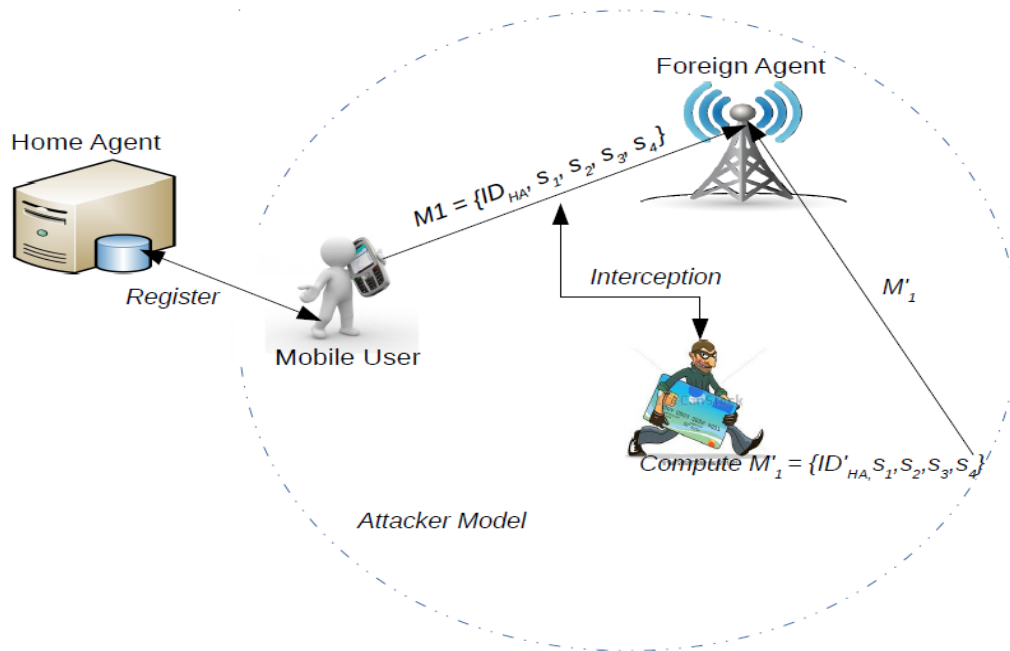 Foreign Agent
Home Agent
M1 = {ID_HA, s_1, s_2, s_3, s_4}
Register
Interception
M'_1
Mobile User
Compute M'_1 = {ID'_HA, s_1,s_2,s_3,s_4}
Attacker Model